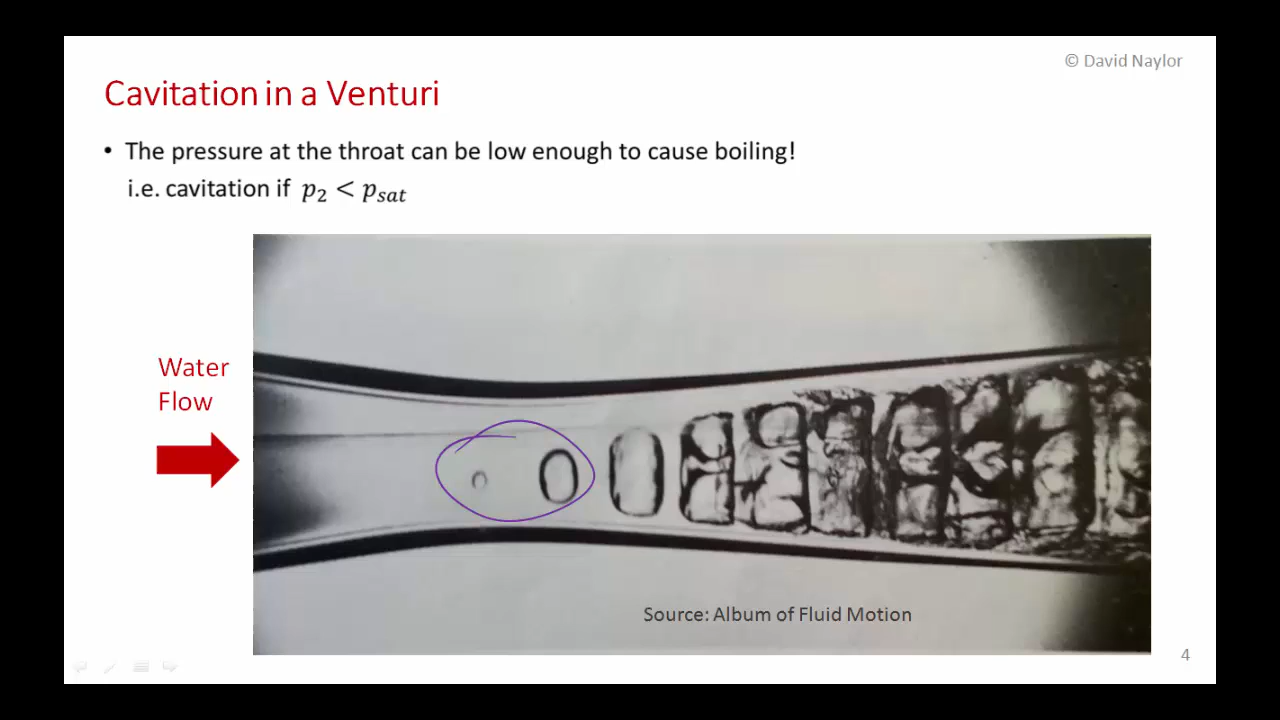 © David Naylor
Cavitation in a Venturi
• The pressure at the throat can be low enough to cause boiling!
i.e. cavitation if p₂ < pₛₐₜ
Water
Flow
Source: Album of Fluid Motion
4